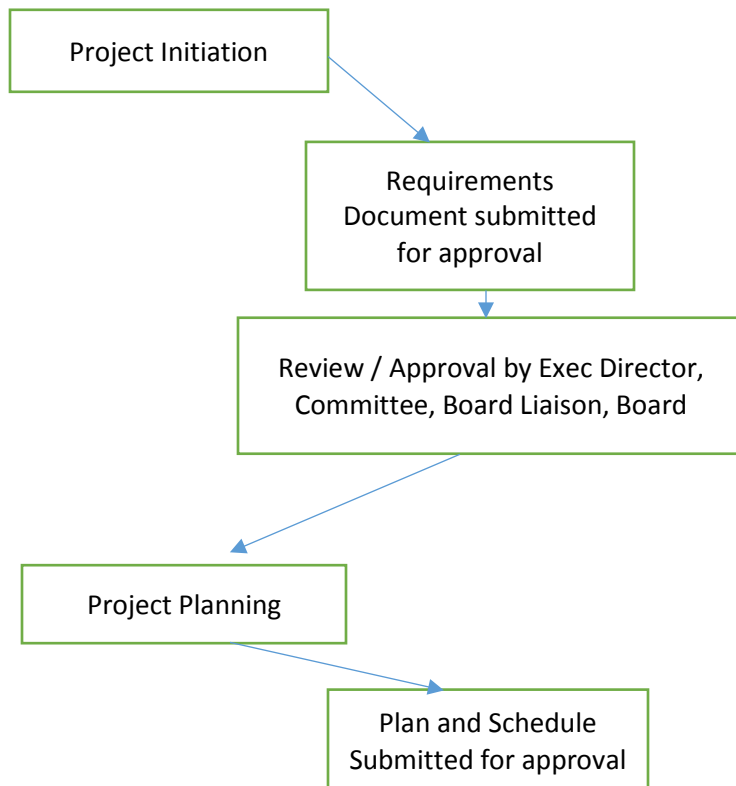 Project Initiation
Requirements
Document submitted
for approval
Review / Approval by Exec Director,
Committee, Board Liaison, Board
Project Planning
Plan and Schedule
Submitted for approval